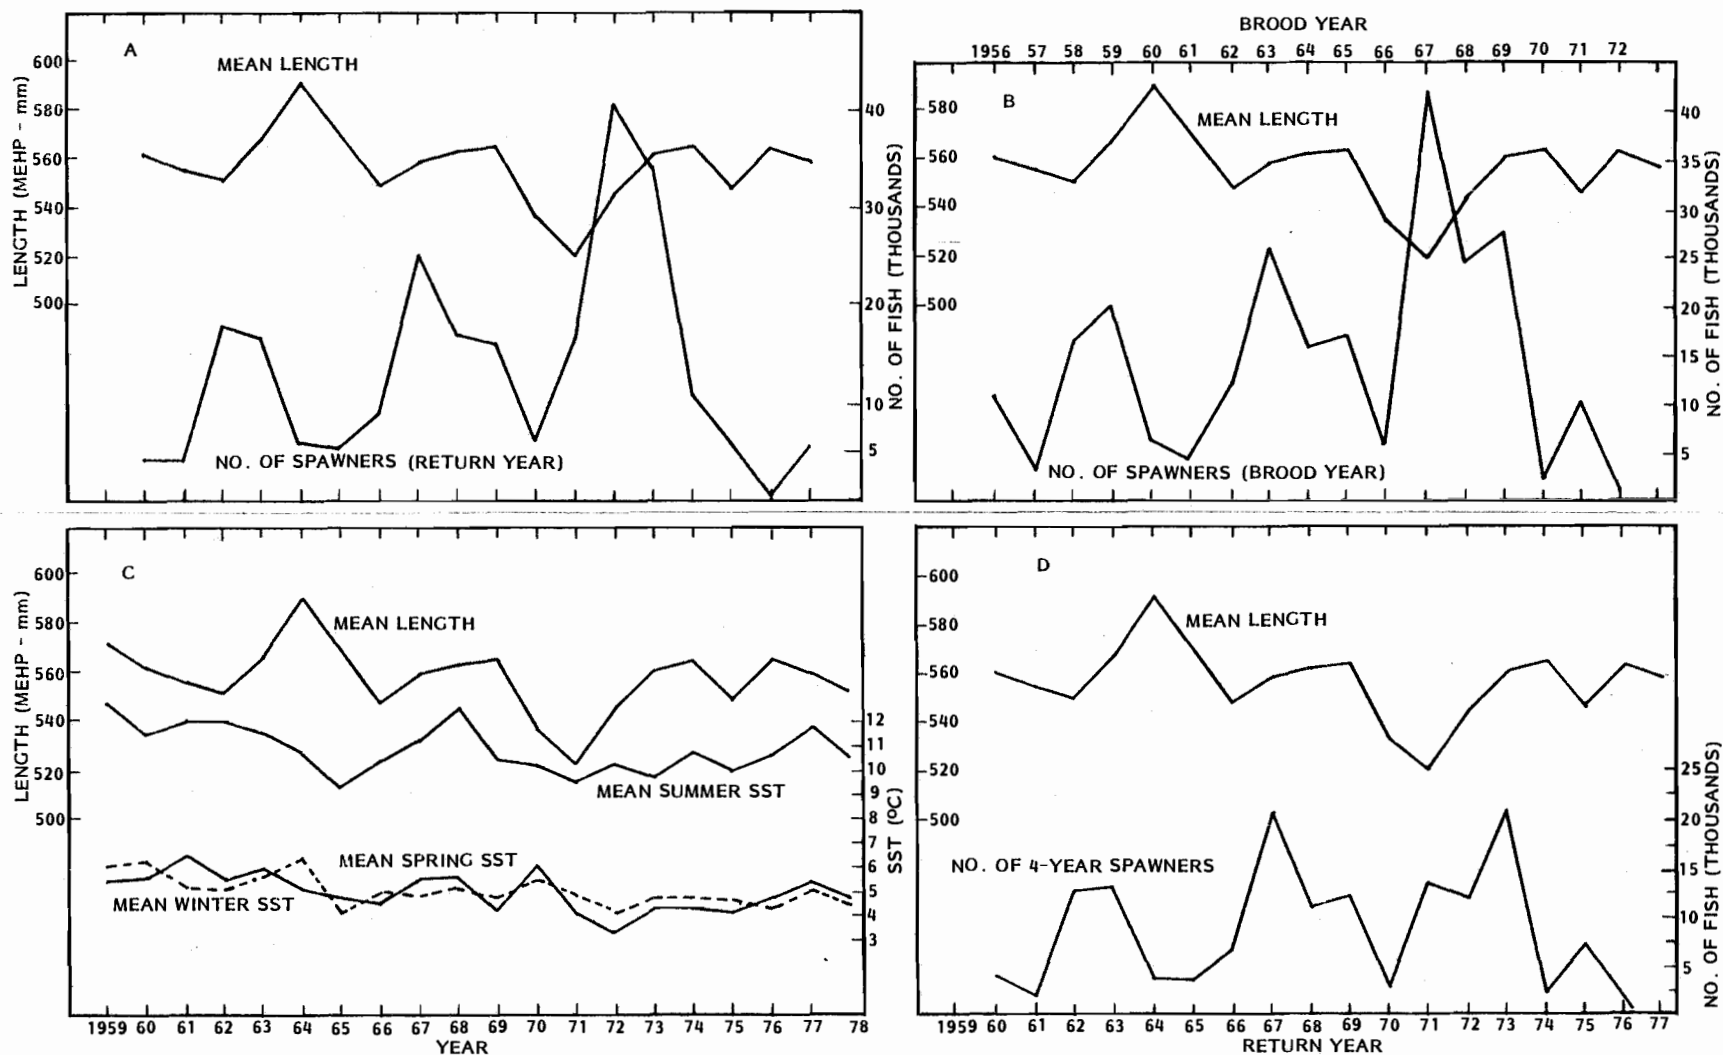 A
MEAN LENGTH
600
580
560
540
520
500
LENGTH (MEHP - mm)
40
30
20
10
5
NO. OF FISH (THOUSANDS)
NO. OF SPAWNERS (RETURN YEAR)
BROOD YEAR
1956 57 58 59 60 61 62 63 64 65 66 67 68 69 70 71 72
B
MEAN LENGTH
580
560
540
520
500
40
35
30
25
20
15
10
5
NO. OF FISH (THOUSANDS)
NO. OF SPAWNERS (BROOD YEAR)
C
MEAN LENGTH
600
580
560
540
520
500
LENGTH (MEHP - mm)
MEAN SUMMER SST
MEAN SPRING SST
MEAN WINTER SST
12
11
10
9
8
7
6
5
4
3
SST (°C)
1959 60 61 62 63 64 65 66 67 68 69 70 71 72 73 74 75 76 77 78
YEAR
D
MEAN LENGTH
600
580
560
540
520
500
NO. OF 4-YEAR SPAWNERS
25
20
15
10
5
NO. OF FISH (THOUSANDS)
1959 60 61 62 63 64 65 66 67 68 69 70 71 72 73 74 75 76 77
RETURN YEAR